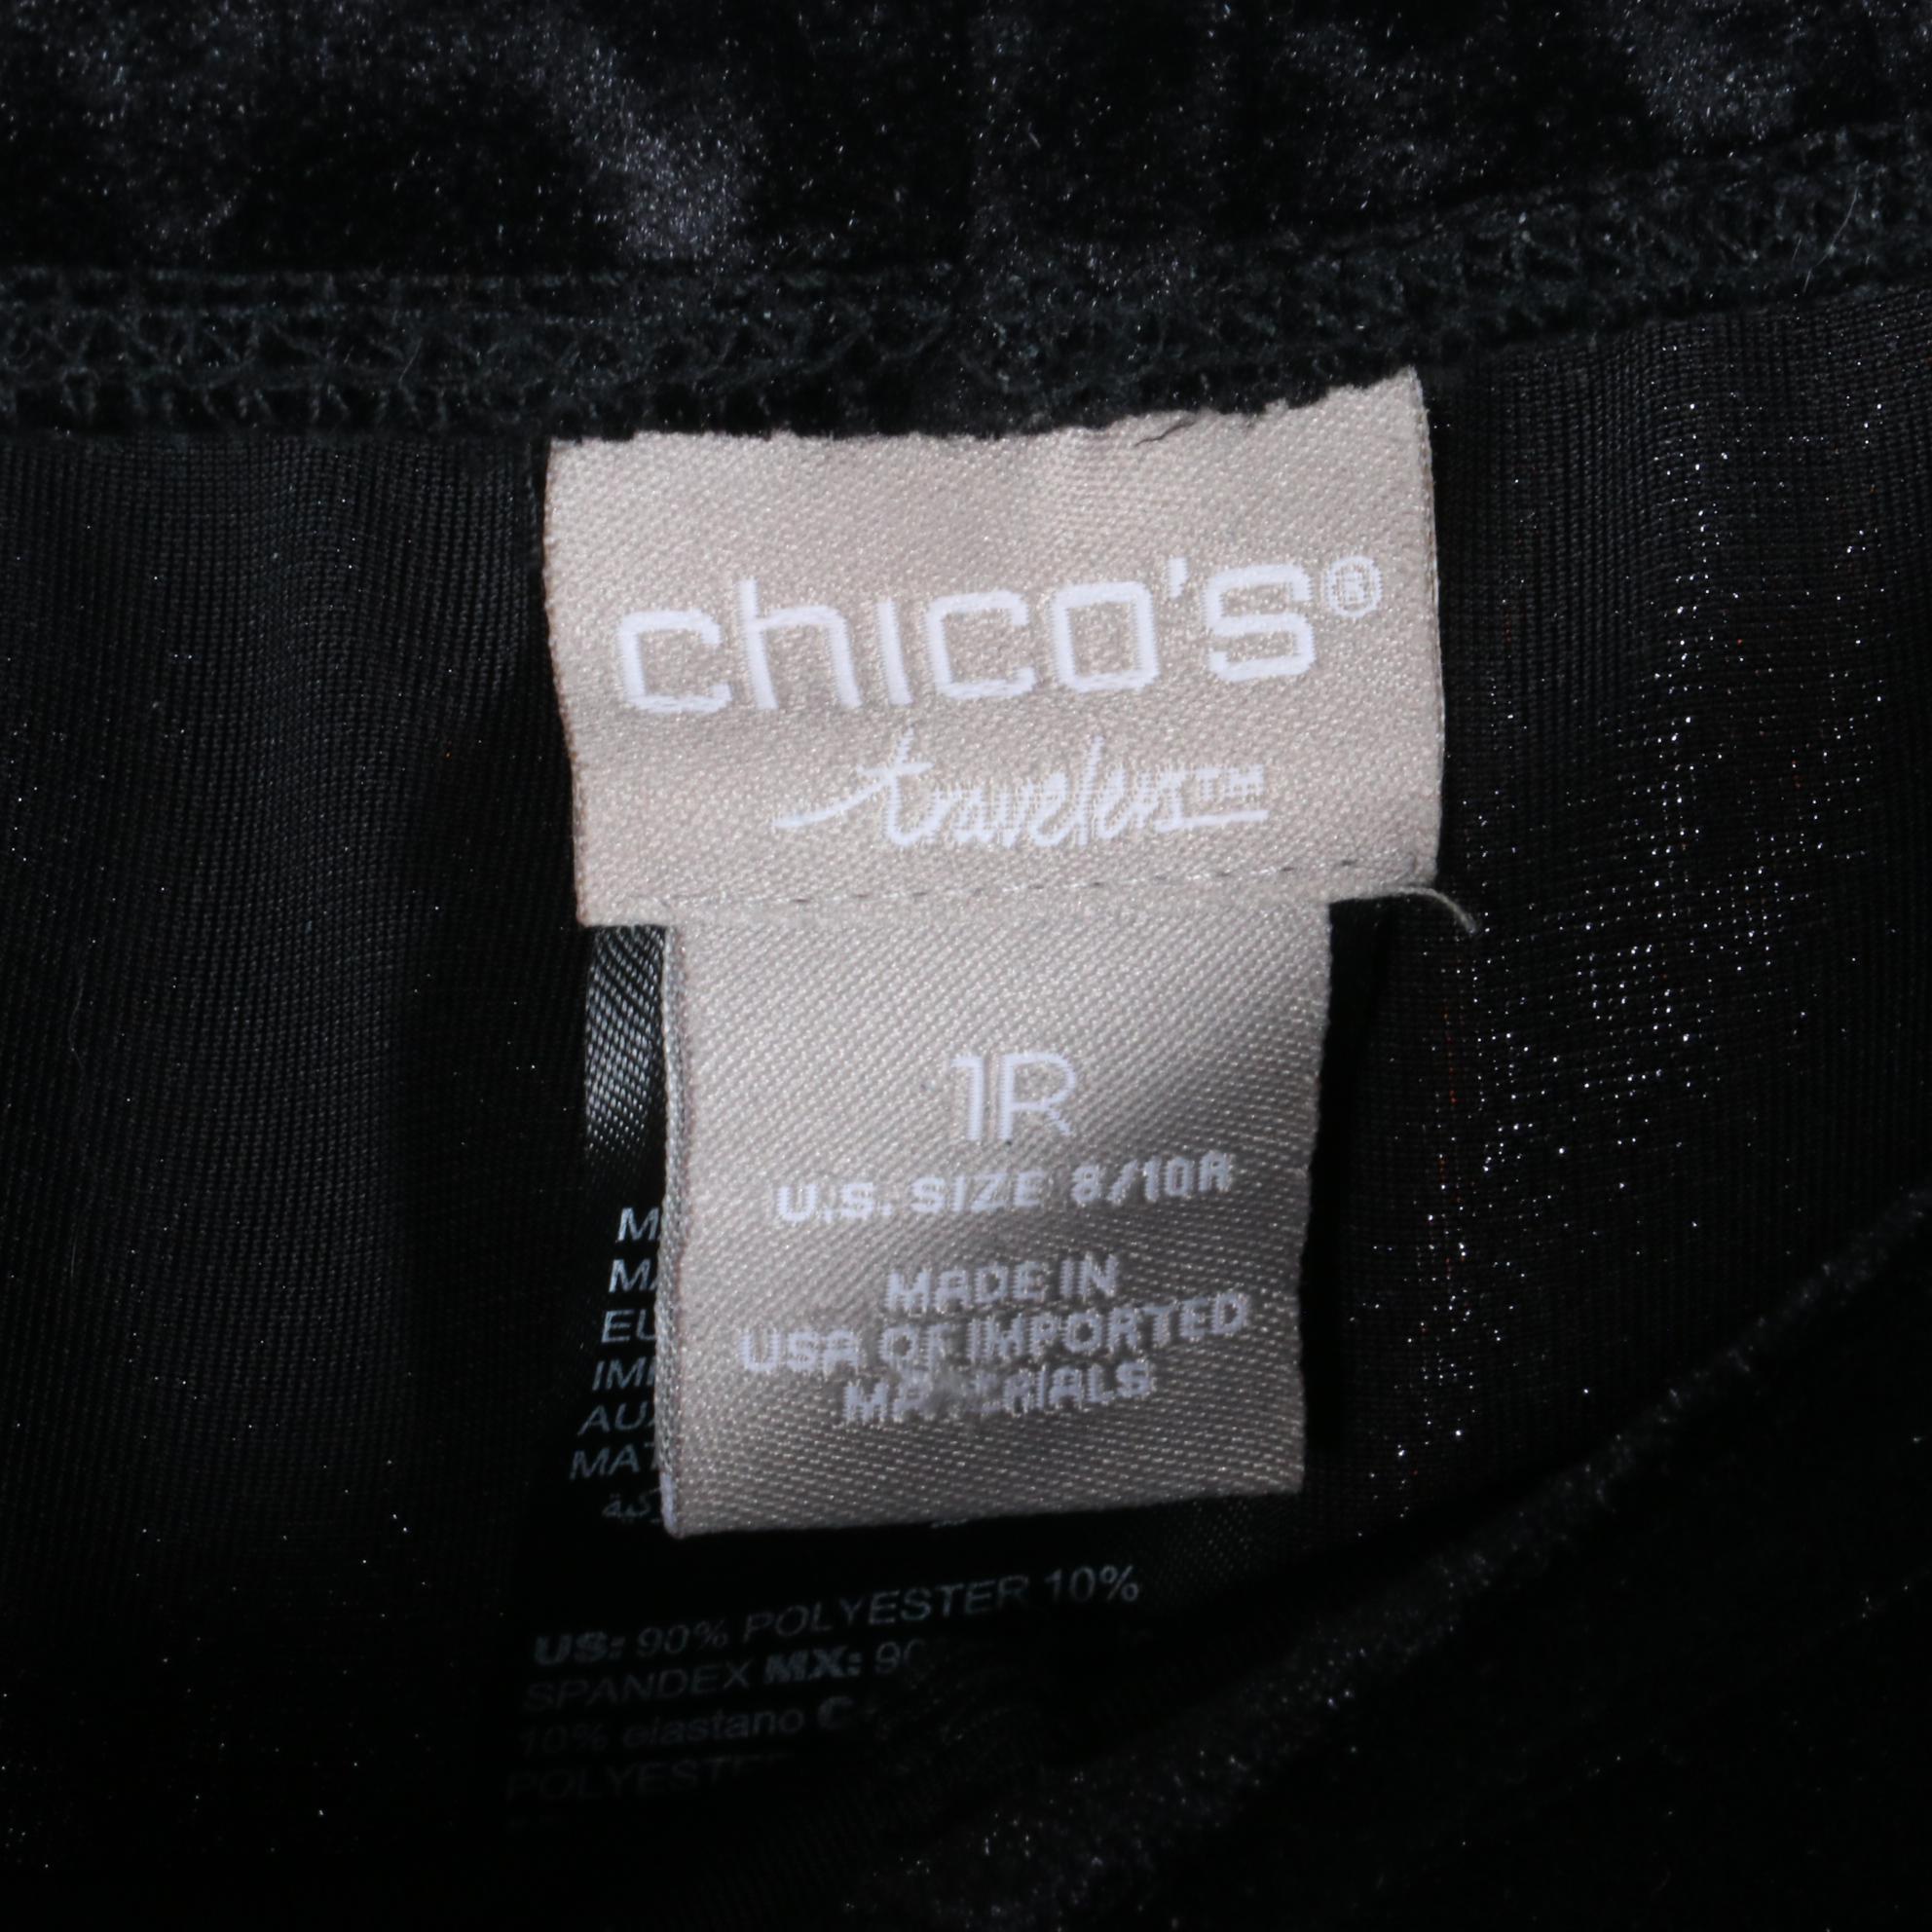 chico's®
travelers™
1R
U.S. SIZE 8/10R
MADE IN
USA OF IMPORTED
MATERIALS
EU
US: 90% POLYESTER 10%
SPANDEX MX:
10% elastano